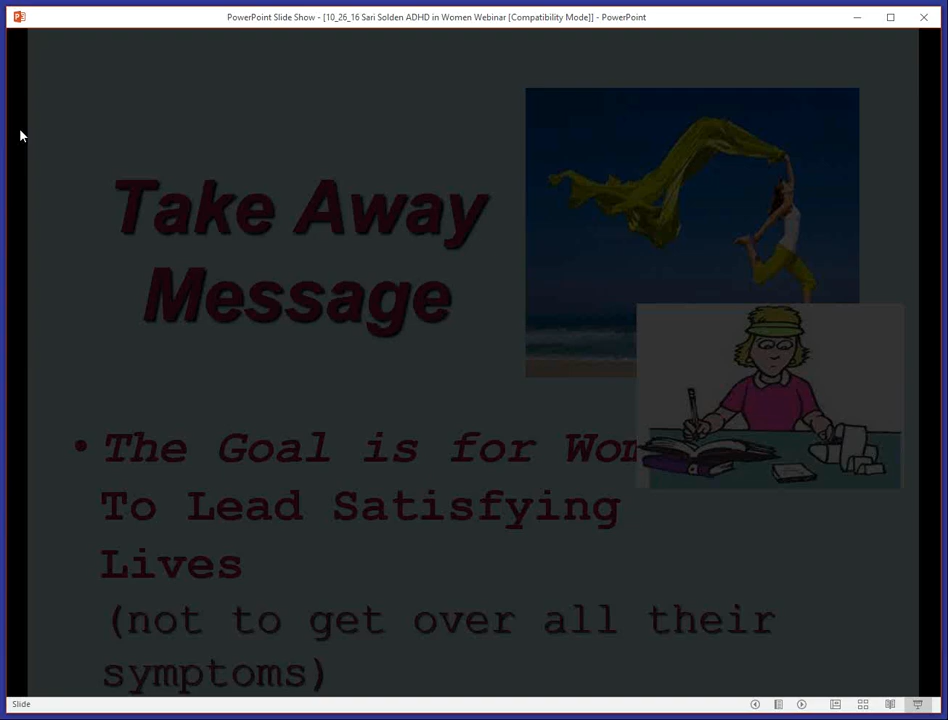 PowerPoint Slide Show - [10_26_16 Sari Solden ADHD in Women Webinar [Compatibility Mode]] - PowerPoint
Take Away
Message
• The Goal is for
To Lead Satisfying
Lives
(not to get over all their
symptoms)
Slide